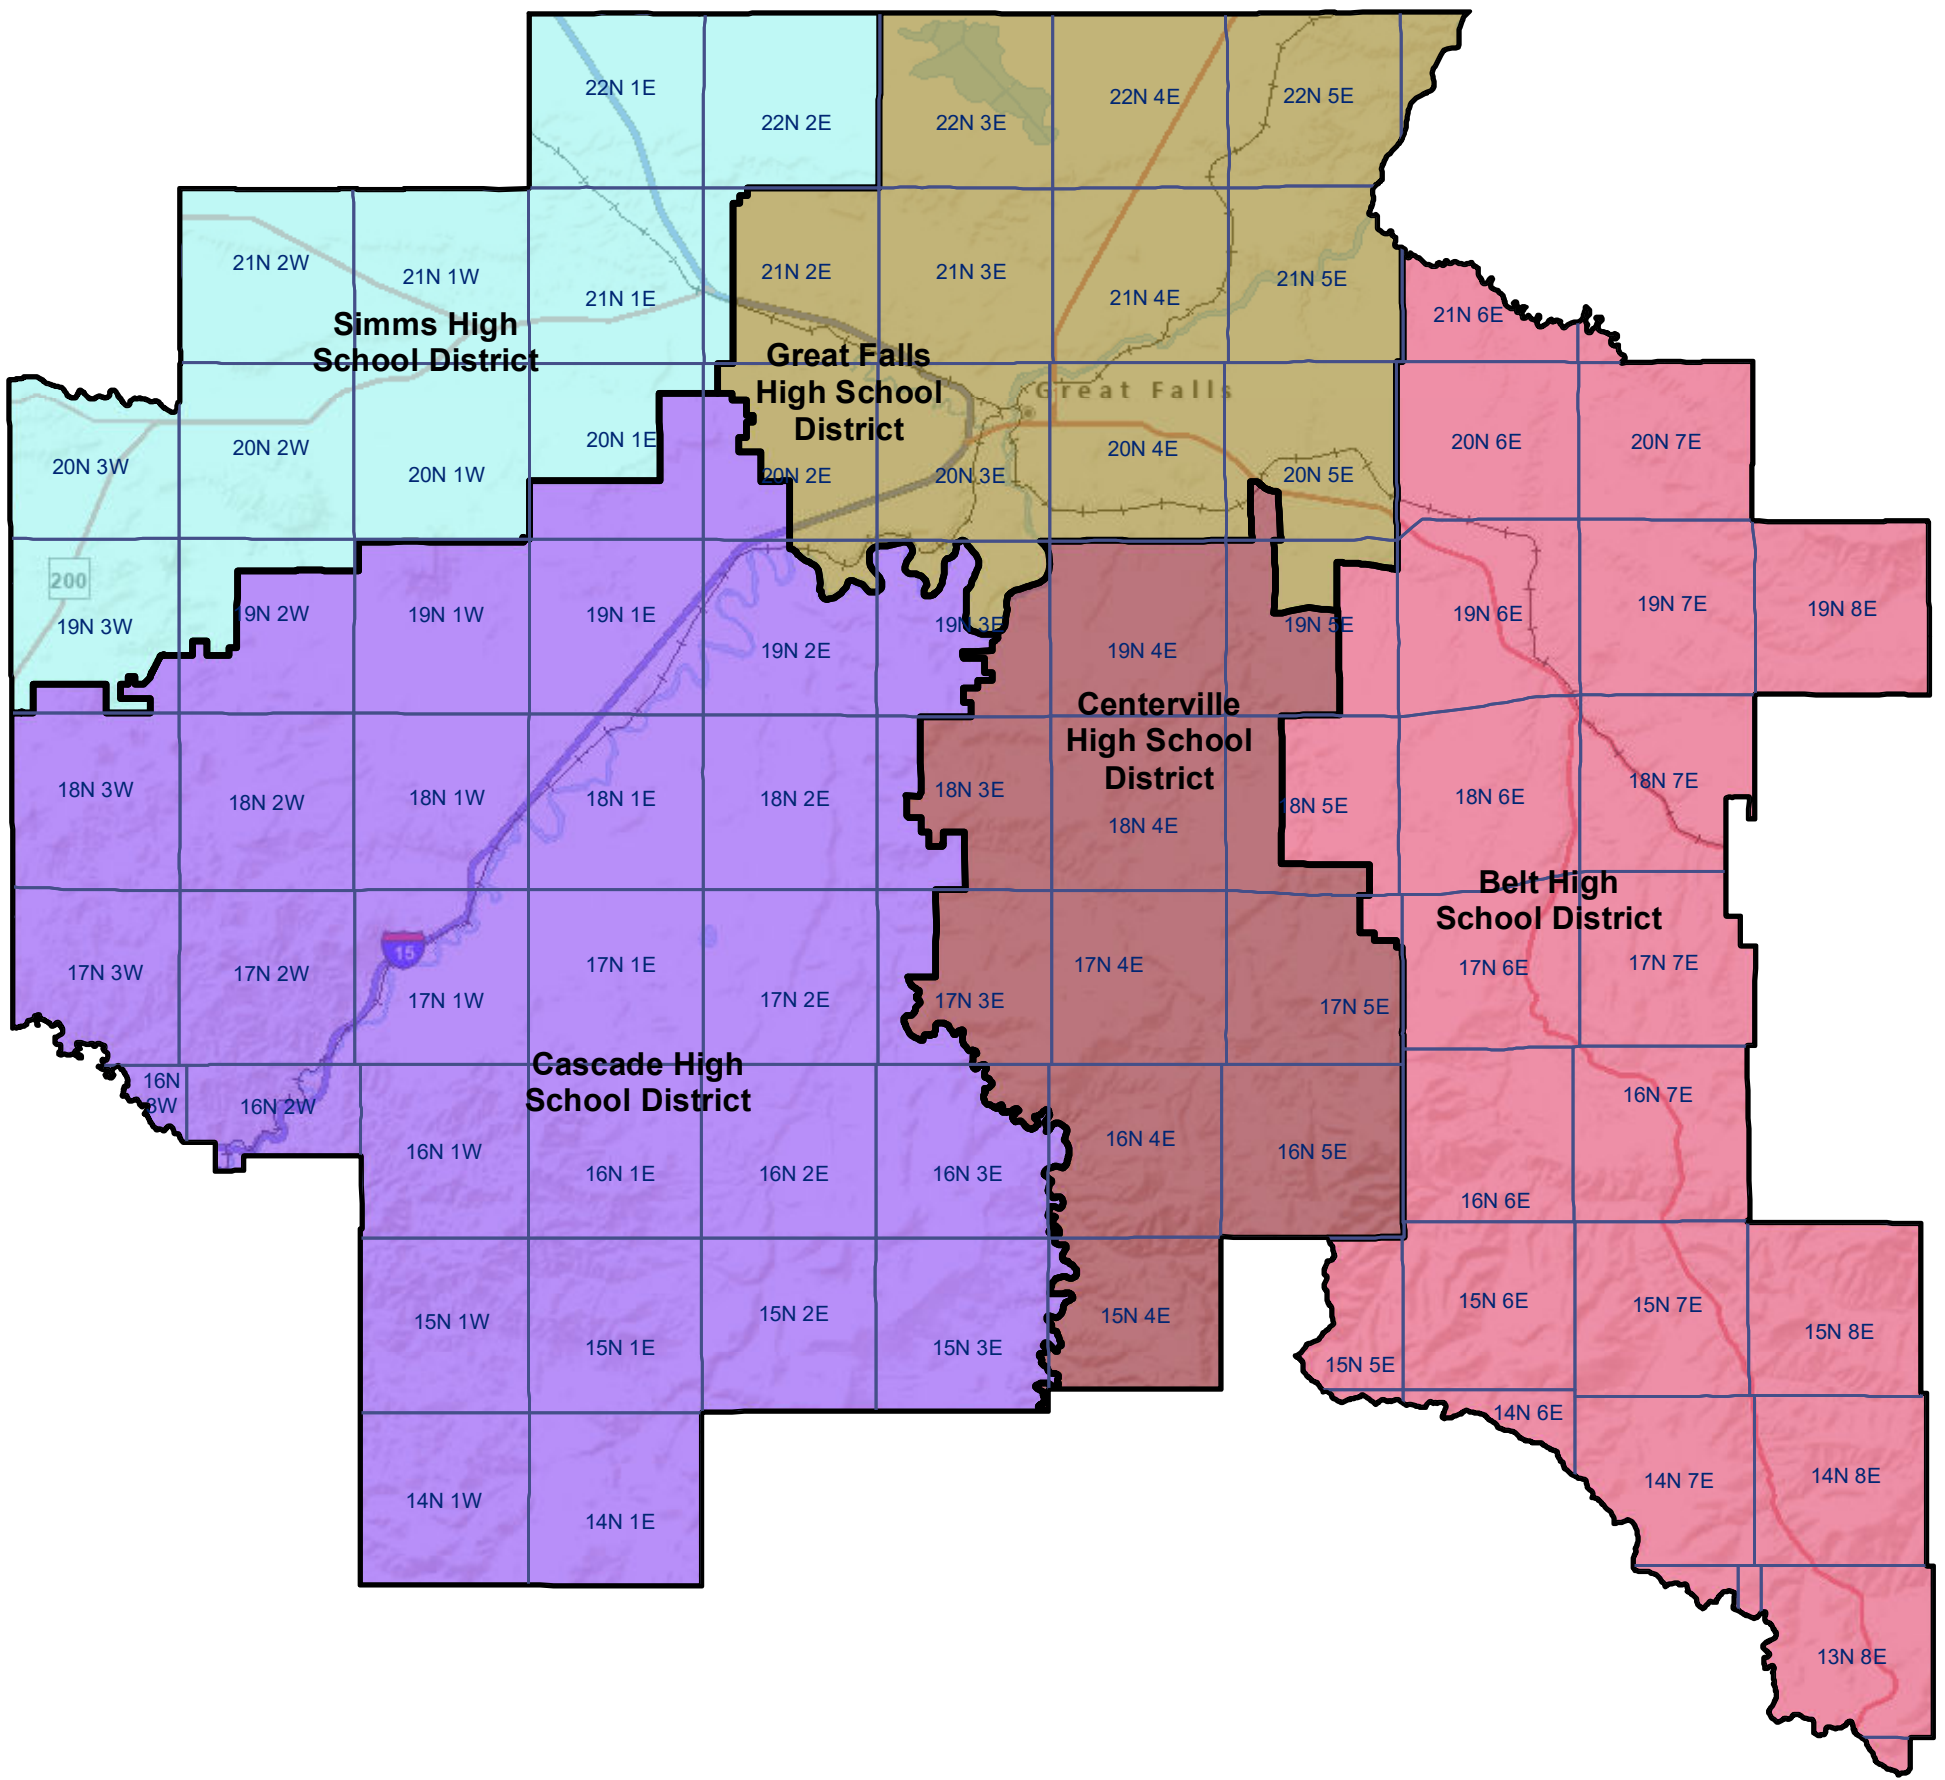 22N 1E
22N 2E
22N 3E
22N 4E
22N 5E
21N 2W
21N 1W
21N 1E
21N 2E
21N 3E
21N 4E
21N 5E
21N 6E
Simms High
School District
Great Falls
High School
District
Great Falls
20N 3W
20N 2W
20N 1W
20N 1E
20N 2E
20N 3E
20N 4E
20N 5E
20N 6E
20N 7E
200
19N 3W
19N 2W
19N 1W
19N 1E
19N 2E
19N 3E
19N 4E
19N 5E
19N 6E
19N 7E
19N 8E
Centerville
High School
District
18N 3W
18N 2W
18N 1W
18N 1E
18N 2E
18N 3E
18N 4E
18N 5E
18N 6E
18N 7E
Belt High
School District
15
17N 3W
17N 2W
17N 1W
17N 1E
17N 2E
17N 3E
17N 4E
17N 5E
17N 6E
17N 7E
Cascade High
School District
16N
3W
16N 2W
16N 1W
16N 1E
16N 2E
16N 3E
16N 4E
16N 5E
16N 6E
16N 7E
15N 1W
15N 1E
15N 2E
15N 3E
15N 4E
15N 5E
15N 6E
15N 7E
15N 8E
14N 1W
14N 1E
14N 6E
14N 7E
14N 8E
13N 8E